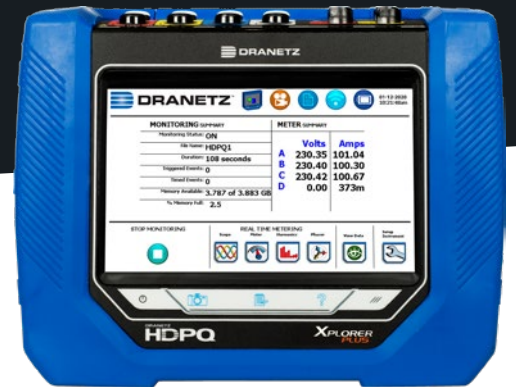 DRANETZ
DRANETZ
01-12-2020
10:21:48am
MONITORING SUMMARY
Monitoring Status: ON
File Name: HDPQ1
Duration: 108 seconds
Triggered Events: 0
Timed Events: 0
Memory Available: 3.787 of 3.883 GB
% Memory Full: 2.5
METER SUMMARY
Volts Amps
A 230.35 101.04
B 230.40 100.30
C 230.42 100.67
D 0.00 373m
STOP MONITORING
REAL TIME METERING
Scope Meter Harmonics Phasor
View Data
Setup
Instrument
DRANETZ
HDPQ
XPLORER
PLUS